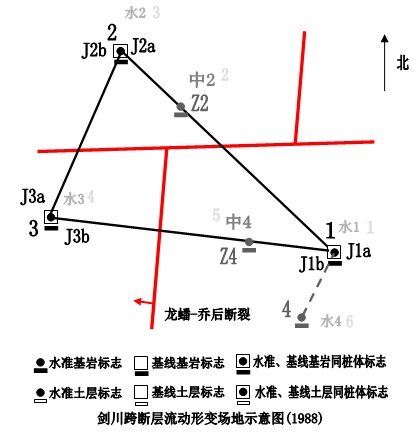 水2 3
2
J2b J2a
中2 2
Z2
北
J3a 水3 4
3 J3b
5 中4
Z4
1 水1 1
J1b J1a
4 水4 6
龙蟠-乔后断裂
水准基岩标志 基线基岩标志 水准、基线基岩同桩体标志
水准土层标志 基线土层标志 水准、基线土层同桩体标志
剑川跨断层流动形变场地示意图(1988)